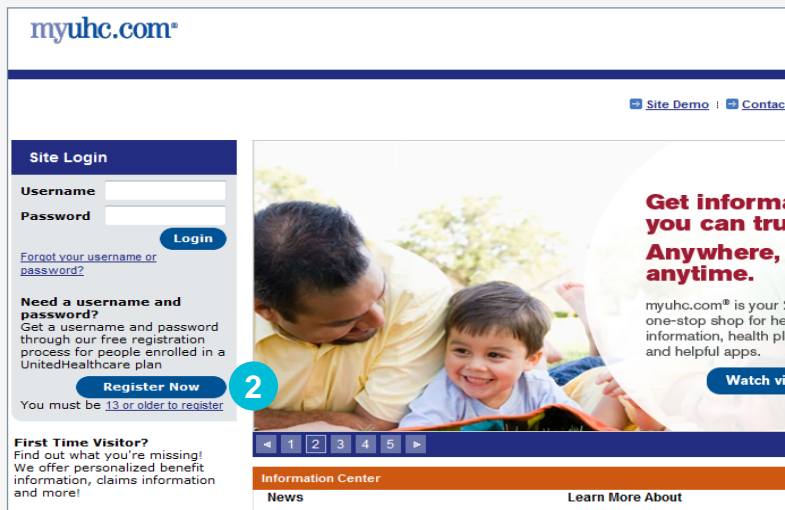 myuhc.com®
Site Demo
Contac
Site Login
Username
Password
Login
Forgot your username or
password?
Need a username and
password?
Get a username and password
through our free registration
process for people enrolled in a
UnitedHealthcare plan
Register Now
2
You must be 13 or older to register
First Time Visitor?
Find out what you're missing!
We offer personalized benefit
information, claims information
and more!
Get informa
you can tru
Anywhere,
anytime.
myuhc.com® is your
one-stop shop for he
information, health pl
and helpful apps.
Watch vi
1 2 3 4 5
Information Center
News
Learn More About